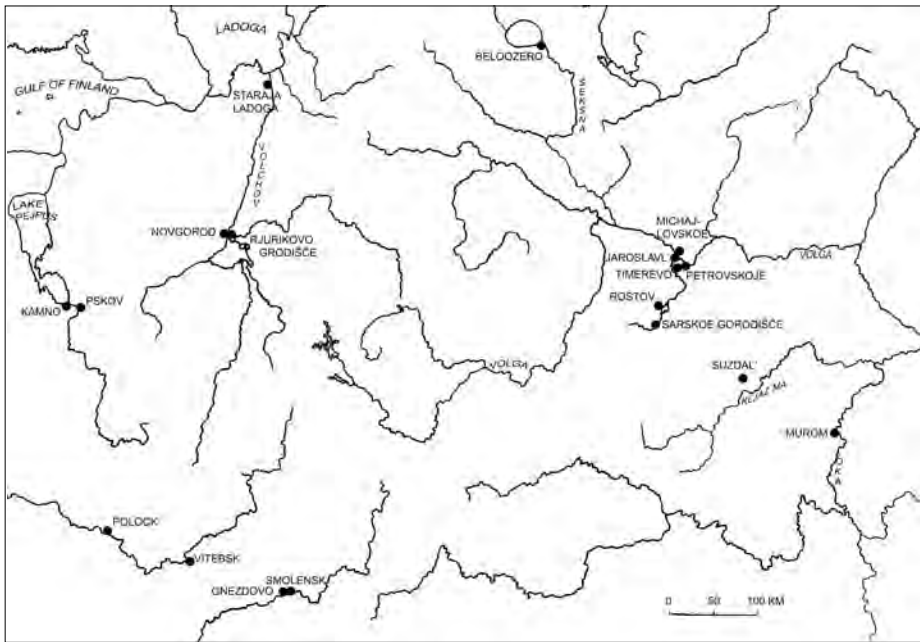 LADOGA
BELOOZERO
GULF OF FINLAND
STARAJA
LADOGA
ŠEKSNA
VOLCHOV
LAKE
PEJPUS
NOVGOROD
RJURIKOVO
GRODIŠČE
MICHAJ-
LOVSKOE
JAROSLAVL'
TIMEREVO
PETROVSKOJE
VOLGA
KAMNO
PSKOV
ROSTOV
SARSKOE GORODIŠČE
VOLGA
SUZDAL'
KLJAZ'MA
MUROM
OKA
POLOCK
VITEBSK
SMOLENSK
GNEZDOVO
0 50 100 KM